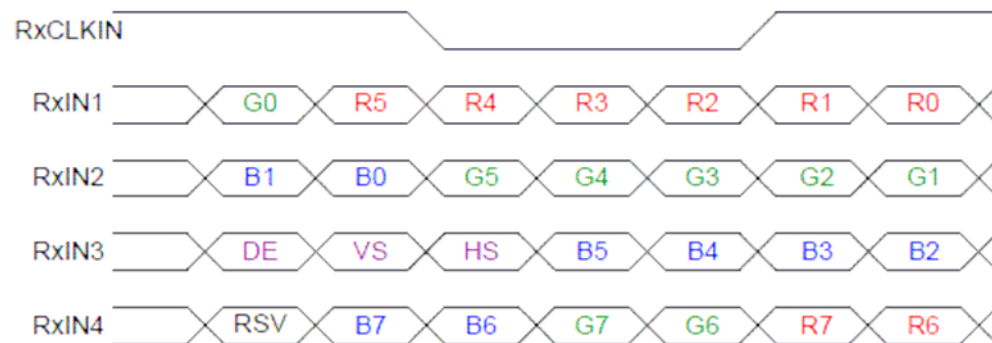 RxCLKIN
RxIN1 G0 R5 R4 R3 R2 R1 R0
RxIN2 B1 B0 G5 G4 G3 G2 G1
RxIN3 DE VS HS B5 B4 B3 B2
RxIN4 RSV B7 B6 G7 G6 R7 R6